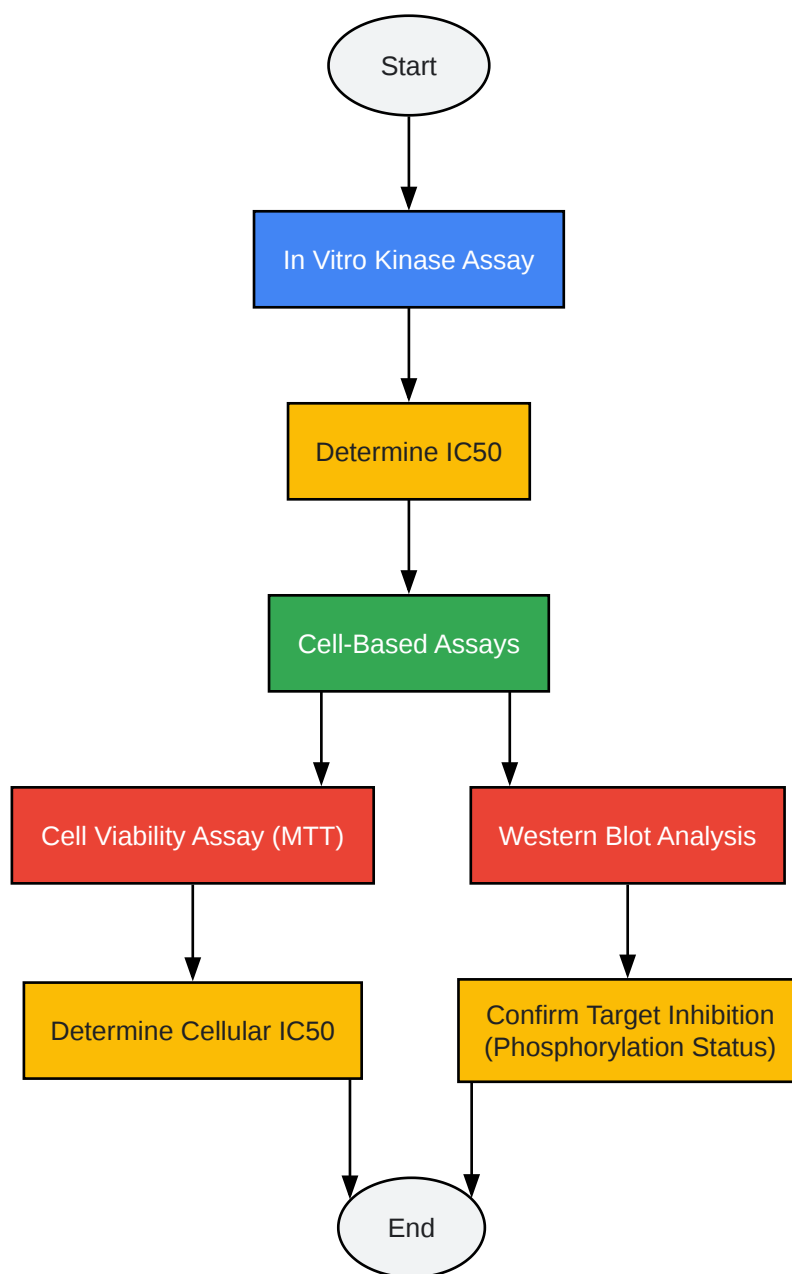 Start
In Vitro Kinase Assay
Determine IC50
Cell-Based Assays
Cell Viability Assay (MTT)
Western Blot Analysis
Determine Cellular IC50
Confirm Target Inhibition
(Phosphorylation Status)
End